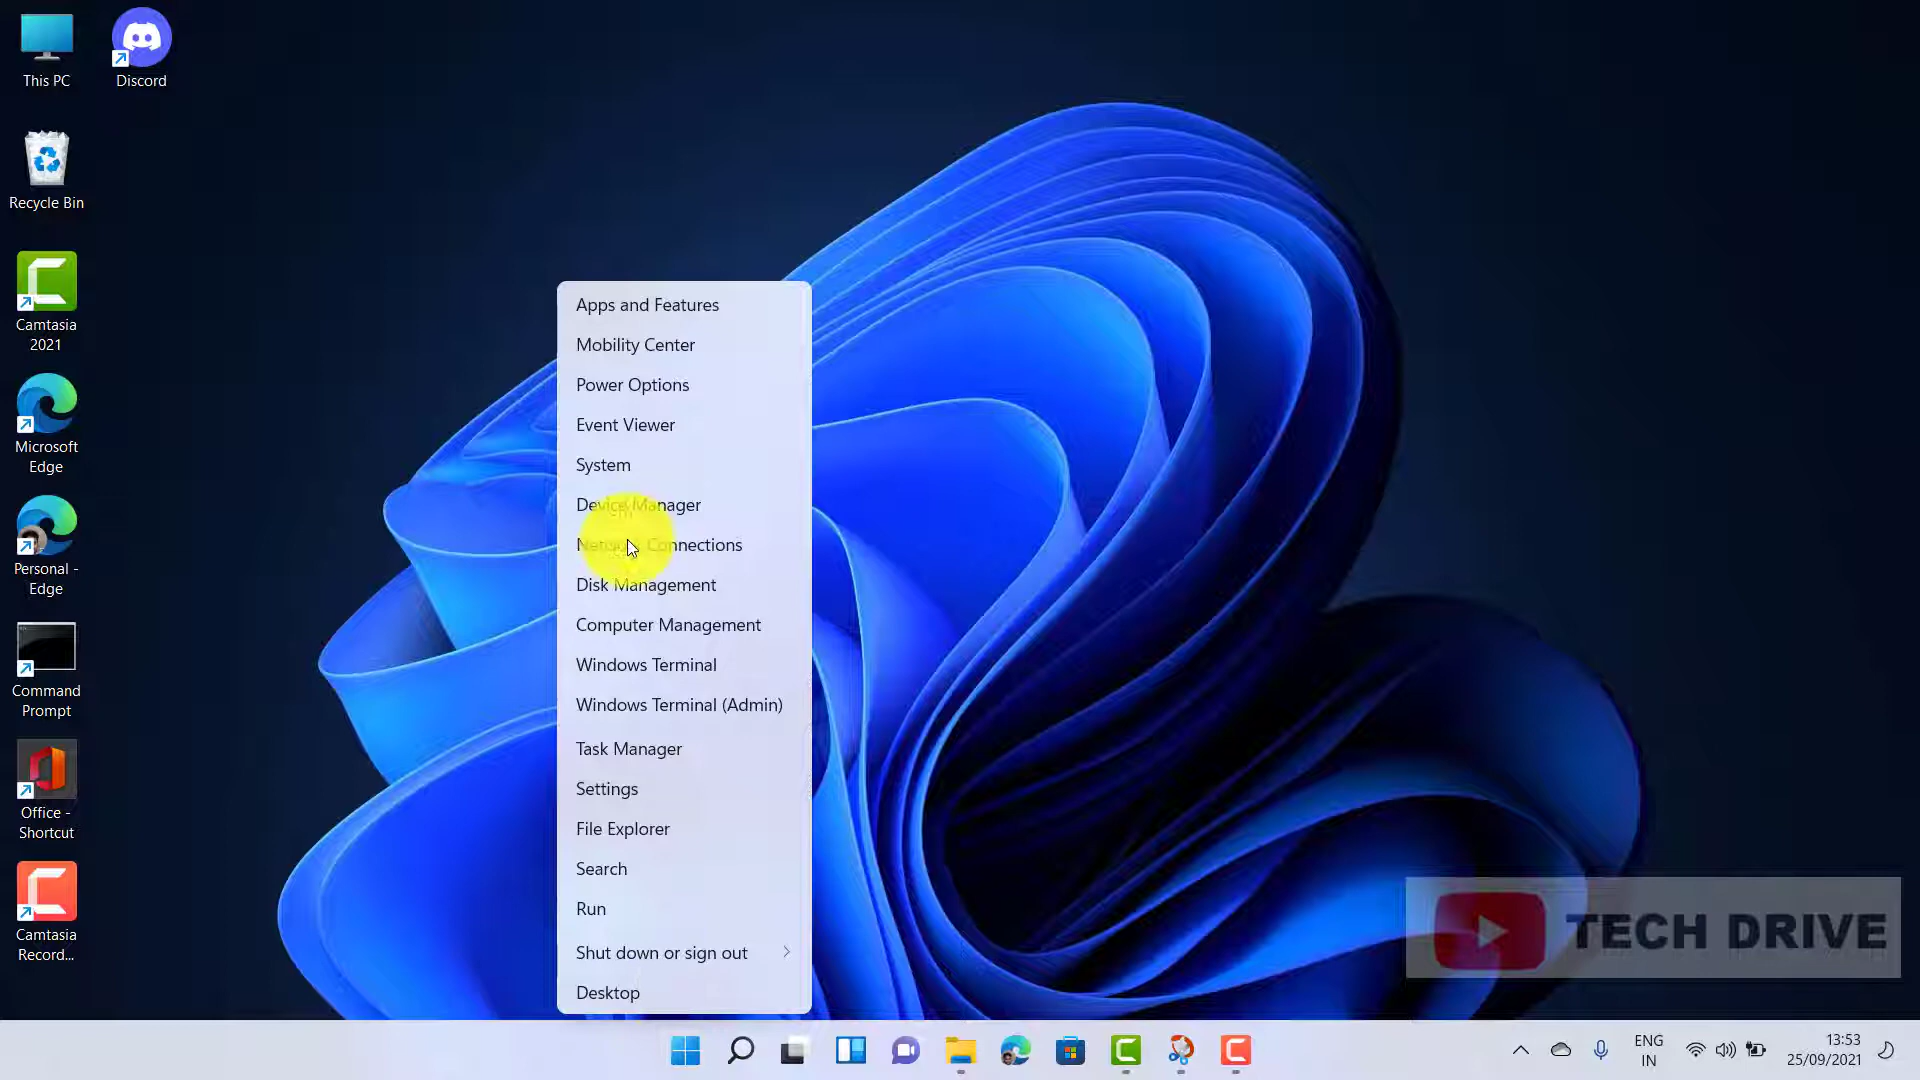 This PC
Discord
Recycle Bin
Camtasia
2021
Microsoft
Edge
Personal -
Edge
Command
Prompt
Office -
Shortcut
Camtasia
Record...
Apps and Features
Mobility Center
Power Options
Event Viewer
System
Device Manager
Network Connections
Disk Management
Computer Management
Windows Terminal
Windows Terminal (Admin)
Task Manager
Settings
File Explorer
Search
Run
Shut down or sign out
Desktop
TECH DRIVE
ENG
IN
13:53
25/09/2021